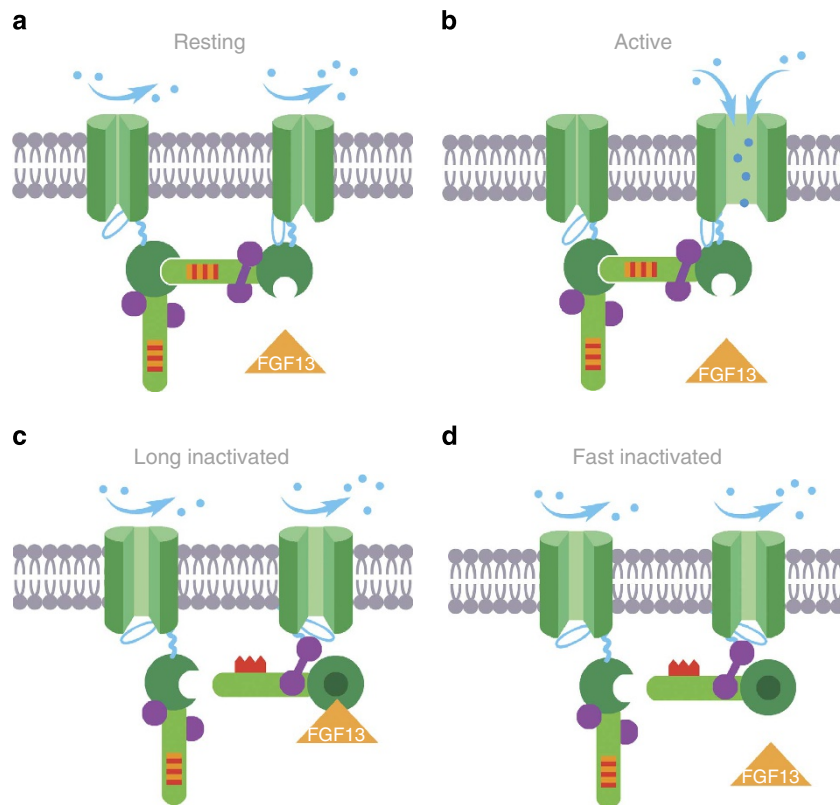 a
Resting
FGF13
b
Active
FGF13
c
Long inactivated
FGF13
d
Fast inactivated
FGF13